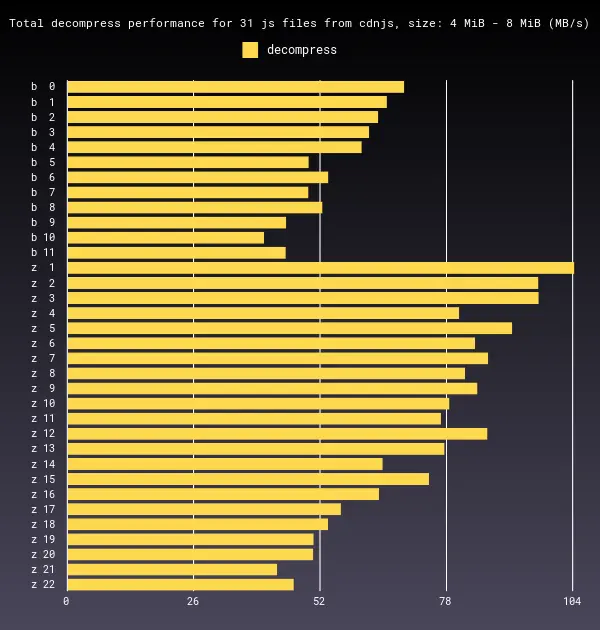 Total decompress performance for 31 js files from cdnjs, size: 4 MiB - 8 MiB (MB/s)
decompress
b 0
b 1
b 2
b 3
b 4
b 5
b 6
b 7
b 8
b 9
b 10
b 11
z 1
z 2
z 3
z 4
z 5
z 6
z 7
z 8
z 9
z 10
z 11
z 12
z 13
z 14
z 15
z 16
z 17
z 18
z 19
z 20
z 21
z 22
0 26 52 78 104